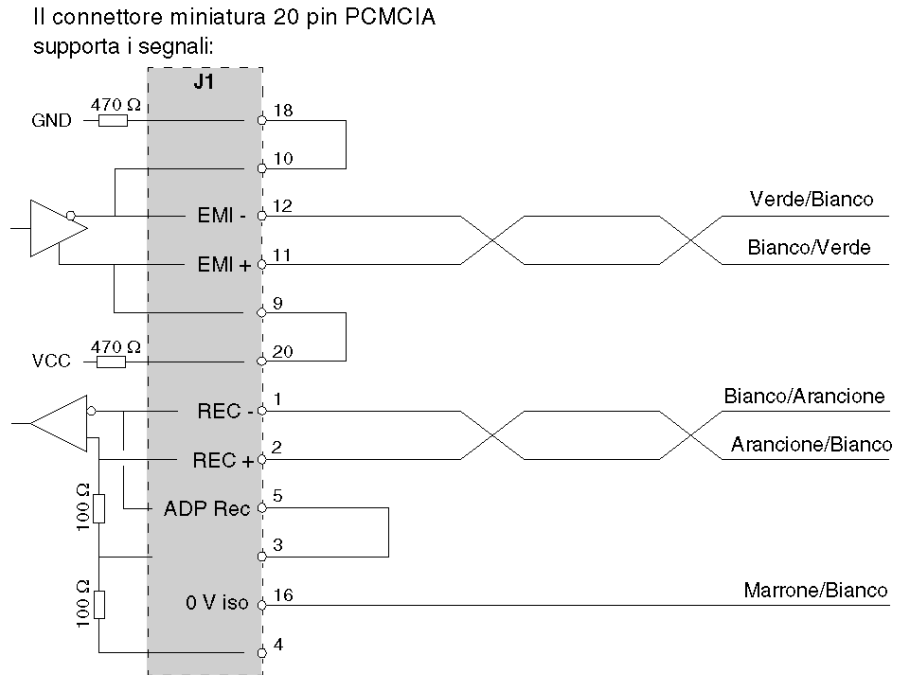 Il connettore miniatura 20 pin PCMCIA
supporta i segnali:
J1
GND 470 Ω 18
10
EMI - 12 Verde/Bianco
EMI + 11 Bianco/Verde
9
VCC 470 Ω 20
REC - 1 Bianco/Arancione
REC + 2 Arancione/Bianco
100 Ω ADP Rec 5
3
100 Ω 0 V iso 16 Marrone/Bianco
4